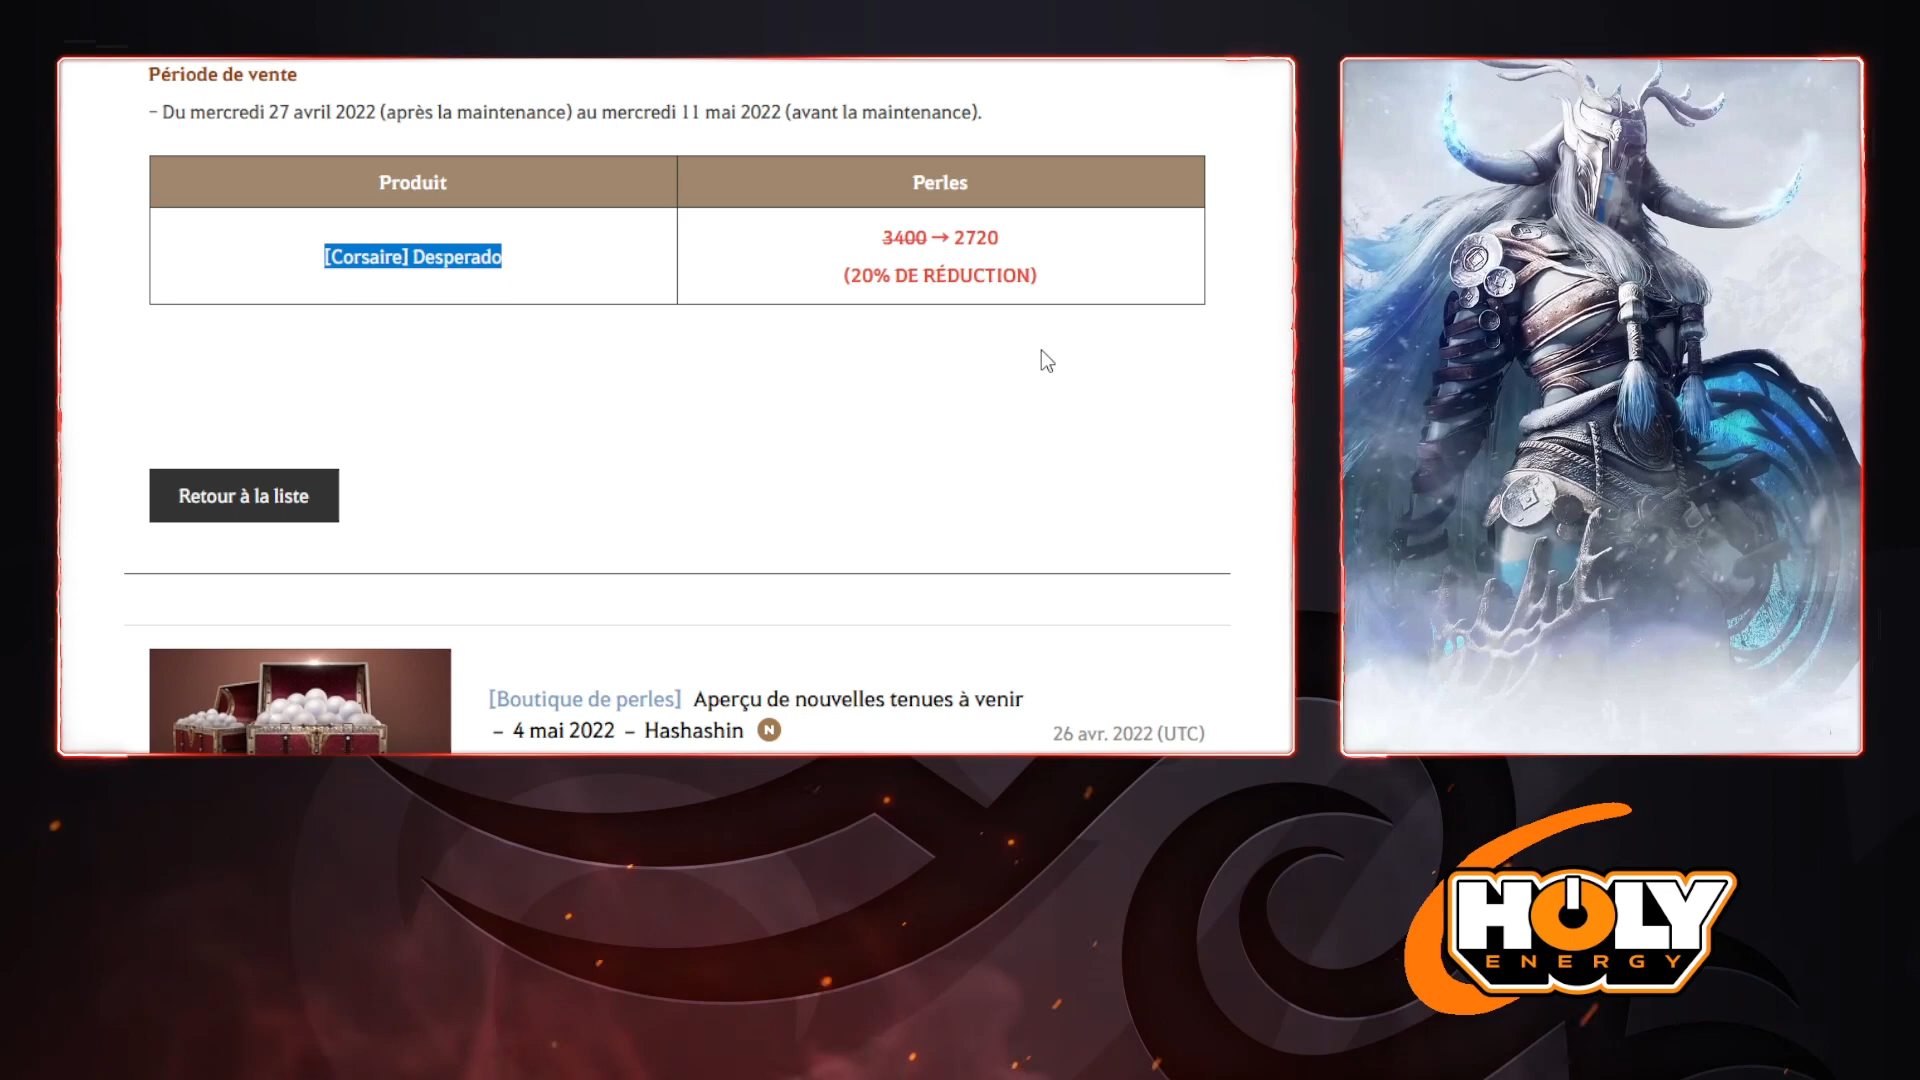 Période de vente
– Du mercredi 27 avril 2022 (après la maintenance) au mercredi 11 mai 2022 (avant la maintenance).
Produit
Perles
[Corsaire] Desperado
3400 → 2720
(20% DE RÉDUCTION)
Retour à la liste
[Boutique de perles] Aperçu de nouvelles tenues à venir
– 4 mai 2022 – Hashashin N
26 avr. 2022 (UTC)
HOLY
ENERGY